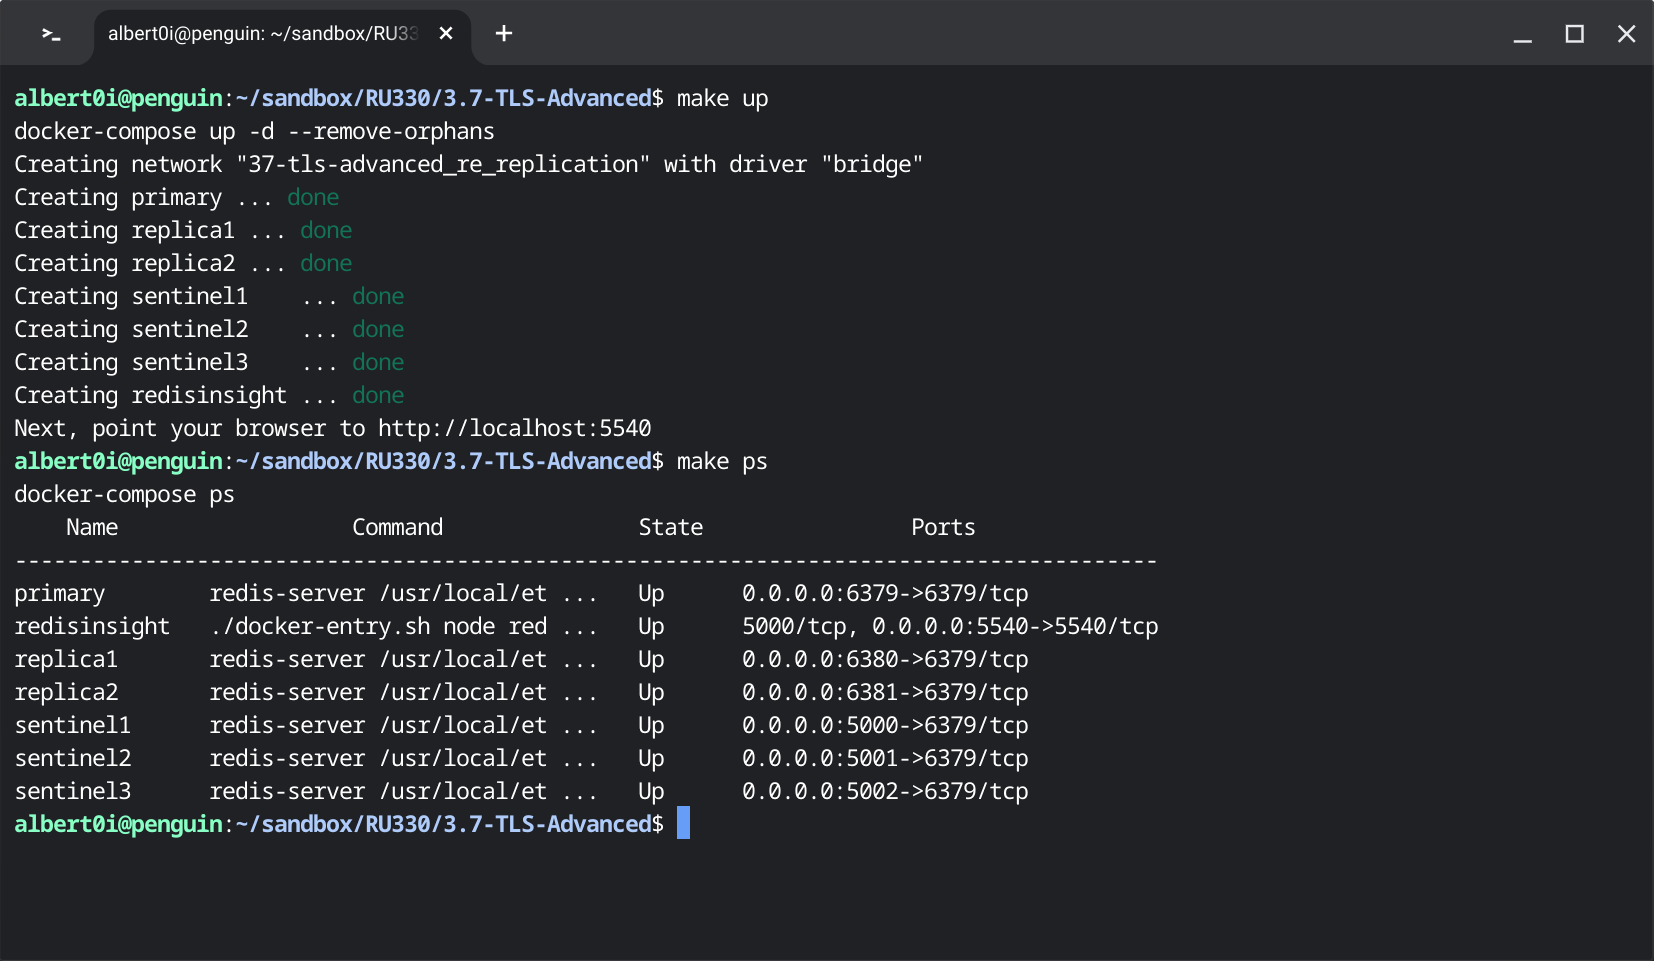 albert0i@penguin: ~/sandbox/RU33
albert0i@penguin:~/sandbox/RU330/3.7-TLS-Advanced$ make up
docker-compose up -d --remove-orphans
Creating network "37-tls-advanced_re_replication" with driver "bridge"
Creating primary ... done
Creating replica1 ... done
Creating replica2 ... done
Creating sentinel1    ... done
Creating sentinel2    ... done
Creating sentinel3    ... done
Creating redisinsight ... done
Next, point your browser to http://localhost:5540
albert0i@penguin:~/sandbox/RU330/3.7-TLS-Advanced$ make ps
docker-compose ps
    Name                  Command               State                Ports
----------------------------------------------------------------------------------------
primary        redis-server /usr/local/et ...   Up      0.0.0.0:6379->6379/tcp
redisinsight   ./docker-entry.sh node red ...   Up      5000/tcp, 0.0.0.0:5540->5540/tcp
replica1       redis-server /usr/local/et ...   Up      0.0.0.0:6380->6379/tcp
replica2       redis-server /usr/local/et ...   Up      0.0.0.0:6381->6379/tcp
sentinel1      redis-server /usr/local/et ...   Up      0.0.0.0:5000->6379/tcp
sentinel2      redis-server /usr/local/et ...   Up      0.0.0.0:5001->6379/tcp
sentinel3      redis-server /usr/local/et ...   Up      0.0.0.0:5002->6379/tcp
albert0i@penguin:~/sandbox/RU330/3.7-TLS-Advanced$